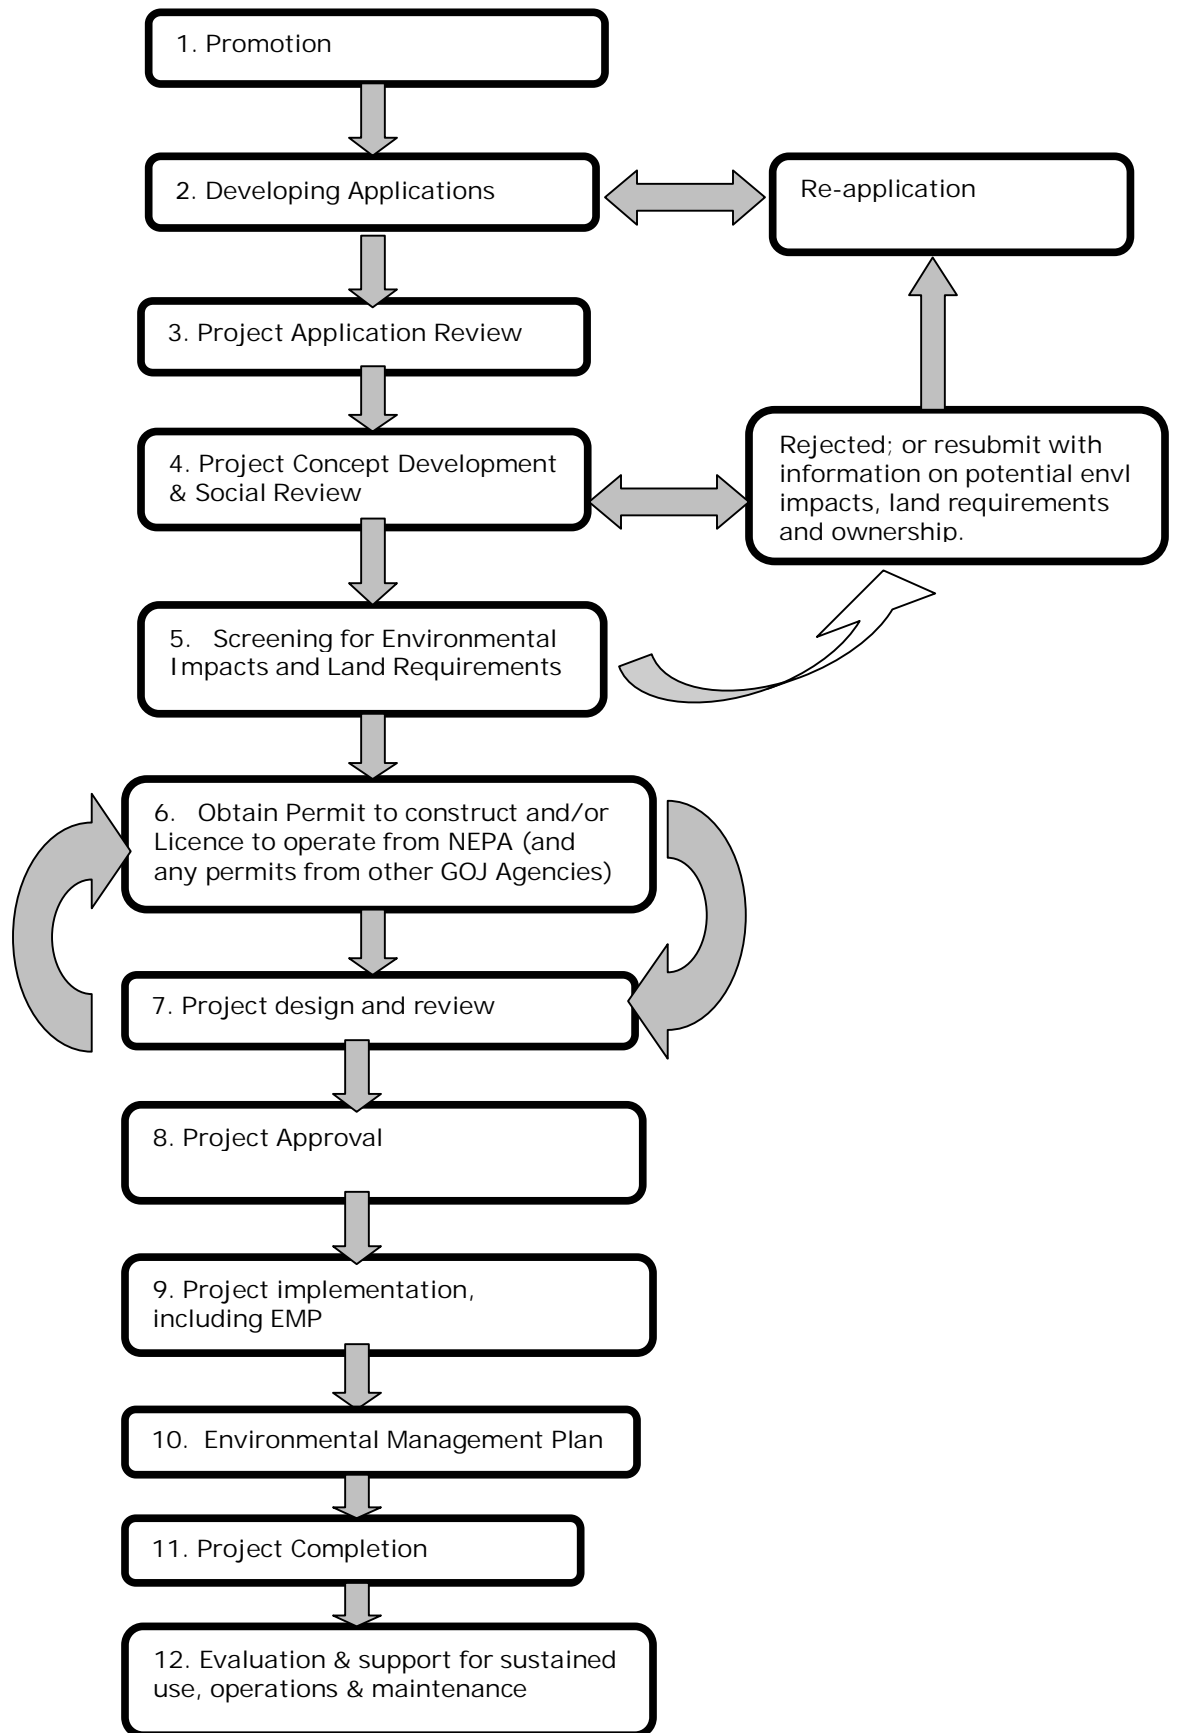 1. Promotion
2. Developing Applications
Re-application
3. Project Application Review
4. Project Concept Development
& Social Review
Rejected; or resubmit with
information on potential envl
impacts, land requirements
and ownership.
5. Screening for Environmental
Impacts and Land Requirements
6. Obtain Permit to construct and/or
Licence to operate from NEPA (and
any permits from other GOJ Agencies)
7. Project design and review
8. Project Approval
9. Project implementation,
including EMP
10. Environmental Management Plan
11. Project Completion
12. Evaluation & support for sustained
use, operations & maintenance